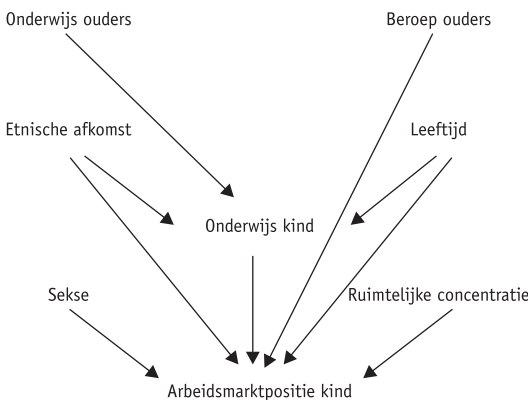 Onderwijs ouders
Beroep ouders
Etnische afkomst
Leeftijd
Onderwijs kind
Sekse
Ruimtelijke concentratie
Arbeidsmarktpositie kind